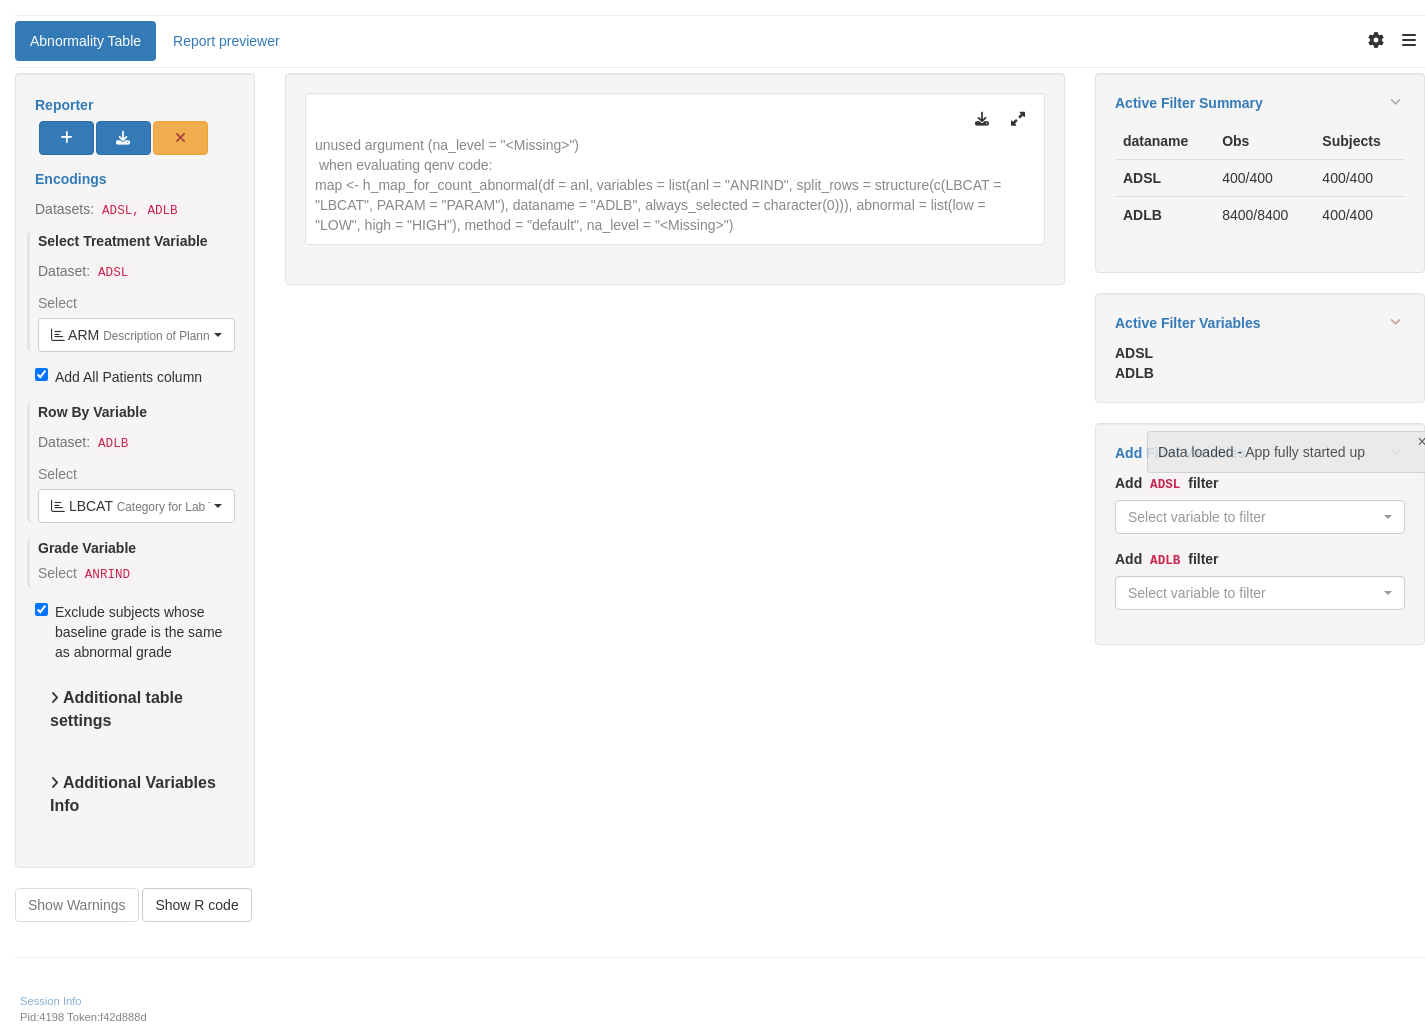 Abnormality Table
Report previewer
Reporter
Encodings
Datasets: ADSL, ADLB
Select Treatment Variable
Dataset: ADSL
Select
ARM Description of Plann
Add All Patients column
Row By Variable
Dataset: ADLB
Select
LBCAT Category for Lab
Grade Variable
Select ANRIND
Exclude subjects whose
baseline grade is the same
as abnormal grade
Additional table
settings
Additional Variables
Info
Show Warnings
Show R code
unused argument (na_level = "<Missing>")
when evaluating qenv code:
map <- h_map_for_count_abnormal(df = anl, variables = list(anl = "ANRIND", split_rows = structure(c(LBCAT =
"LBCAT", PARAM = "PARAM"), dataname = "ADLB", always_selected = character(0))), abnormal = list(low =
"LOW", high = "HIGH"), method = "default", na_level = "<Missing>")
Active Filter Summary
dataname Obs Subjects
ADSL 400/400 400/400
ADLB 8400/8400 400/400
Active Filter Variables
ADSL
ADLB
Add
Data loaded - App fully started up
×
Add ADSL filter
Select variable to filter
Add ADLB filter
Select variable to filter
Session Info
Pid:4198 Token:f42d888d